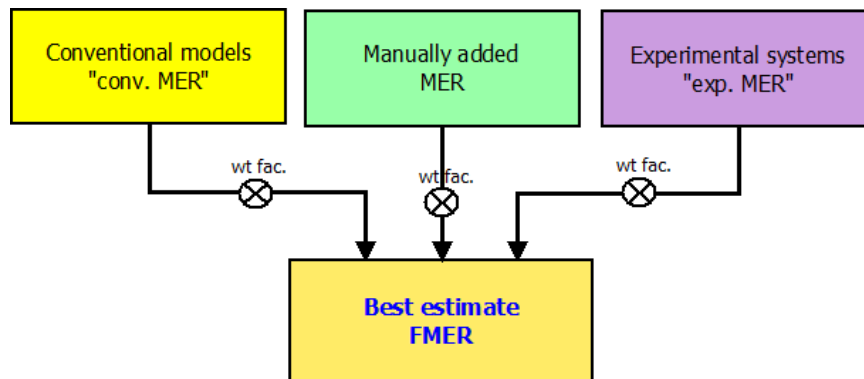 Conventional models
"conv. MER"
Manually added
MER
Experimental systems
"exp. MER"
wt fac.
wt fac.
wt fac.
Best estimate
FMER